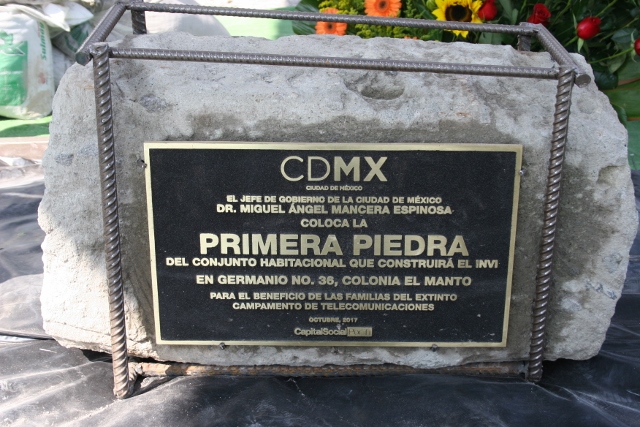 CDMX
CIUDAD DE MÉXICO
EL JEFE DE GOBIERNO DE LA CIUDAD DE MÉXICO
DR. MIGUEL ÁNGEL MANCERA ESPINOSA
COLOCA LA
PRIMERA PIEDRA
DEL CONJUNTO HABITACIONAL QUE CONSTRUIRÁ EL INVI
EN GERMANIO NO. 36, COLONIA EL MANTO
PARA EL BENEFICIO DE LAS FAMILIAS DEL EXTINTO
CAMPAMENTO DE TELECOMUNICACIONES
OCTUBRE, 2017
CapitalSocial